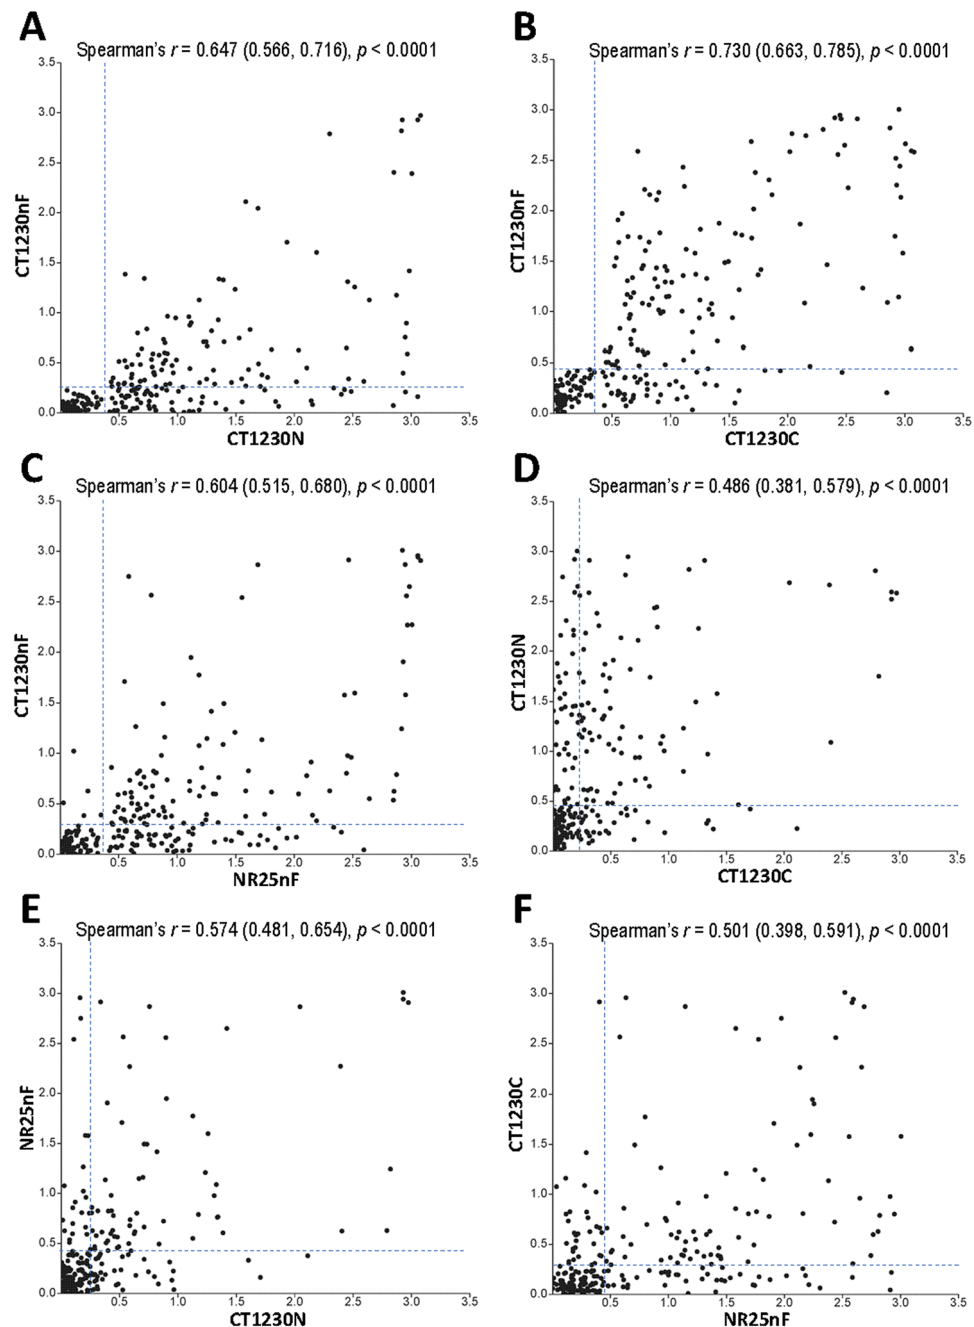 A
Spearman's r = 0.647 (0.566, 0.716), p < 0.0001
3.5
3.0
2.5
2.0
1.5
1.0
0.5
0.0
CT1230nF
0.5 1.0 1.5 2.0 2.5 3.0 3.5
CT1230N
B
Spearman's r = 0.730 (0.663, 0.785), p < 0.0001
3.5
3.0
2.5
2.0
1.5
1.0
0.5
0.0
CT1230nF
0.5 1.0 1.5 2.0 2.5 3.0 3.5
CT1230C
C
Spearman's r = 0.604 (0.515, 0.680), p < 0.0001
3.5
3.0
2.5
2.0
1.5
1.0
0.5
0.0
CT1230nF
0.5 1.0 1.5 2.0 2.5 3.0 3.5
NR25nF
D
Spearman's r = 0.486 (0.381, 0.579), p < 0.0001
3.5
3.0
2.5
2.0
1.5
1.0
0.5
0.0
CT1230N
0.5 1.0 1.5 2.0 2.5 3.0 3.5
CT1230C
E
Spearman's r = 0.574 (0.481, 0.654), p < 0.0001
3.5
3.0
2.5
2.0
1.5
1.0
0.5
0.0
NR25nF
0.5 1.0 1.5 2.0 2.5 3.0 3.5
CT1230N
F
Spearman's r = 0.501 (0.398, 0.591), p < 0.0001
3.5
3.0
2.5
2.0
1.5
1.0
0.5
0.0
CT1230C
0.5 1.0 1.5 2.0 2.5 3.0 3.5
NR25nF